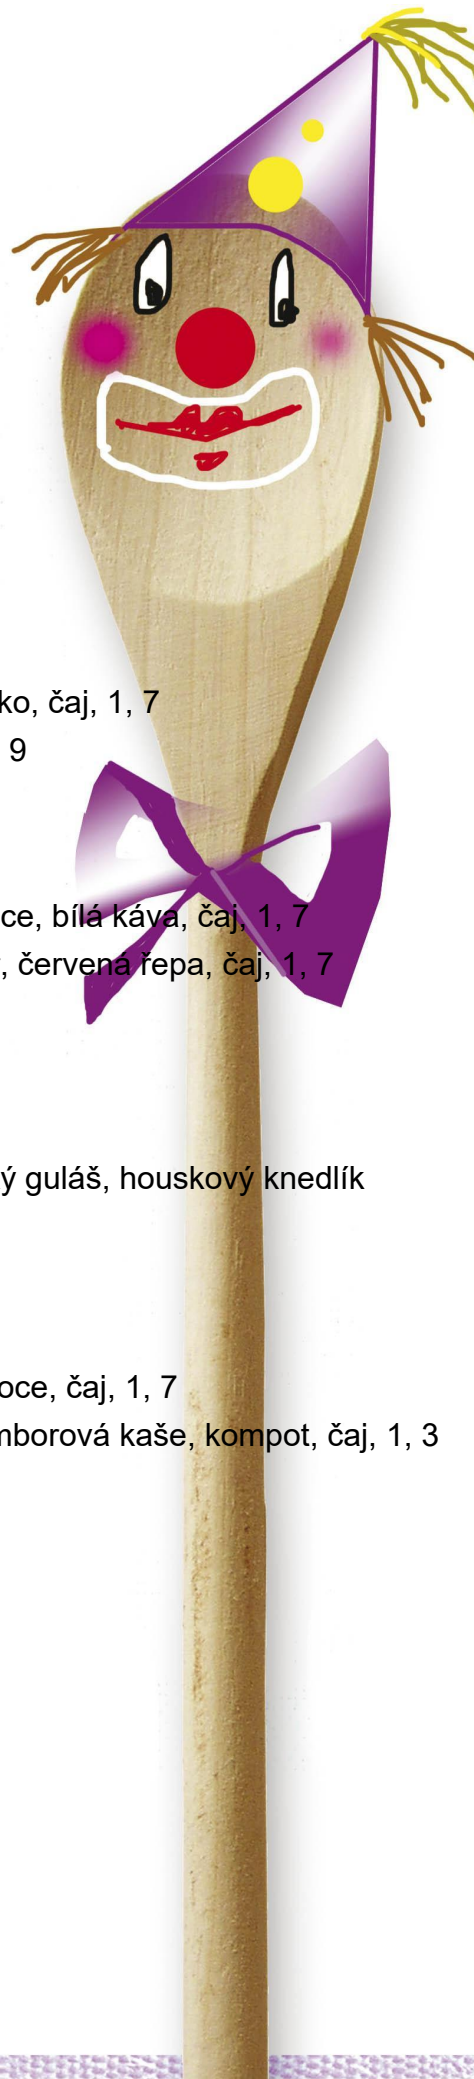 ko, čaj, 1, 7
9
ce, bílá káva, čaj, 1, 7
, červená řepa, čaj, 1, 7
ý guláš, houskový knedlík
oce, čaj, 1, 7
mborová kaše, kompot, čaj, 1, 3